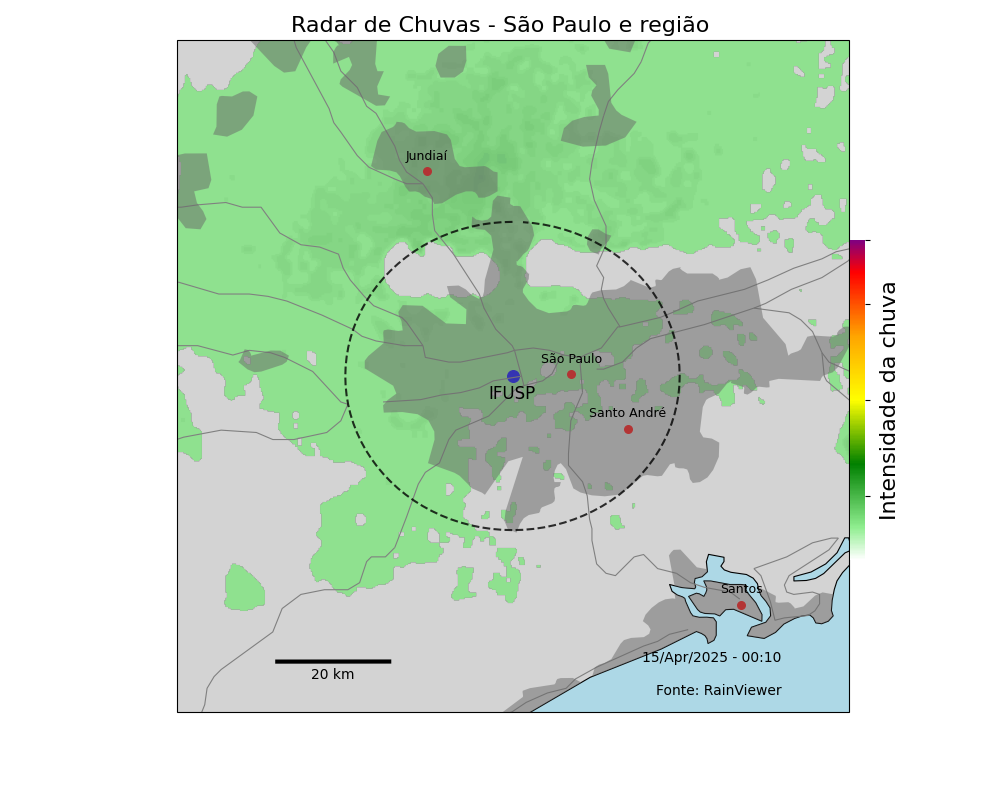 Radar de Chuvas - São Paulo e região
Jundiaí
São Paulo
IFUSP
Santo André
Intensidade da chuva
Santos
15/Apr/2025 - 00:10
20 km
Fonte: RainViewer